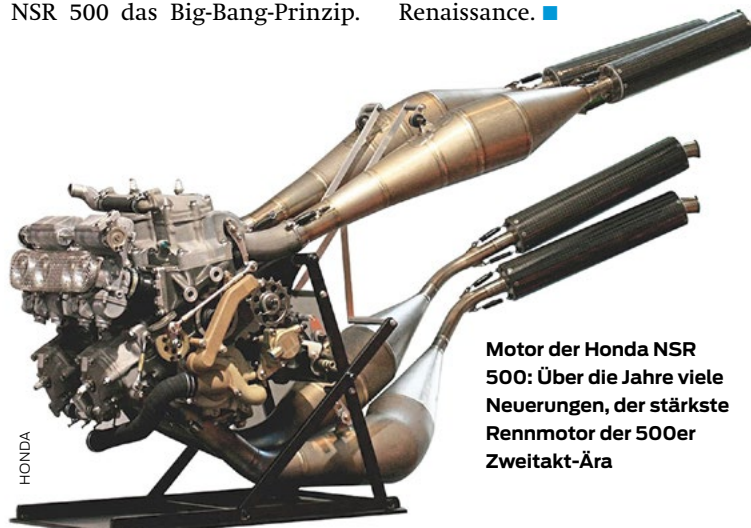 NSR 500 das Big-Bang-Prinzip.
Renaissance.
Motor der Honda NSR
500: Über die Jahre viele
Neuerungen, der stärkste
Rennmotor der 500er
Zweitakt-Ära
HONDA